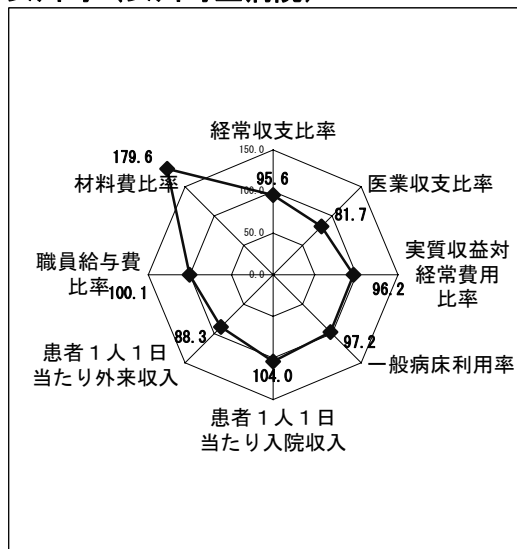 経常収支比率
150.0
179.6
95.6
100.0
材料費比率
医業収支比率
81.7
50.0
職員給与費
比率
100.1
0.0
実質収益対
経常費用
比率
96.2
88.3
97.2
一般病床利用率
患者１人１日
当たり外来収入
104.0
患者１人１日
当たり入院収入